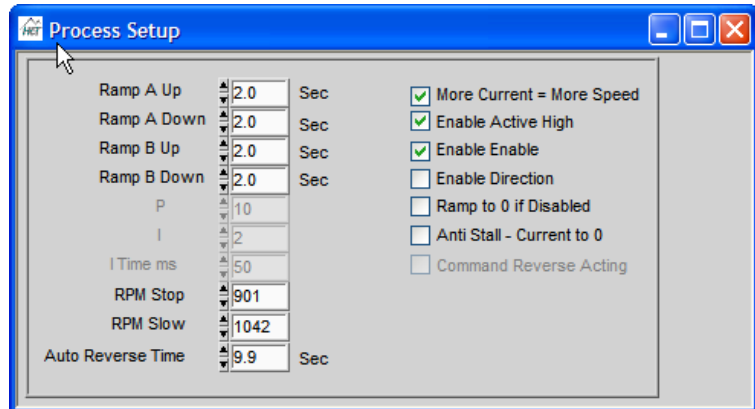 HCT Process Setup
Ramp A Up 2.0 Sec
Ramp A Down 2.0 Sec
Ramp B Up 2.0 Sec
Ramp B Down 2.0 Sec
P 10
I 2
I Time ms 50
RPM Stop 901
RPM Slow 1042
Auto Reverse Time 9.9 Sec
More Current = More Speed
Enable Active High
Enable Enable
Enable Direction
Ramp to 0 if Disabled
Anti Stall - Current to 0
Command Reverse Acting